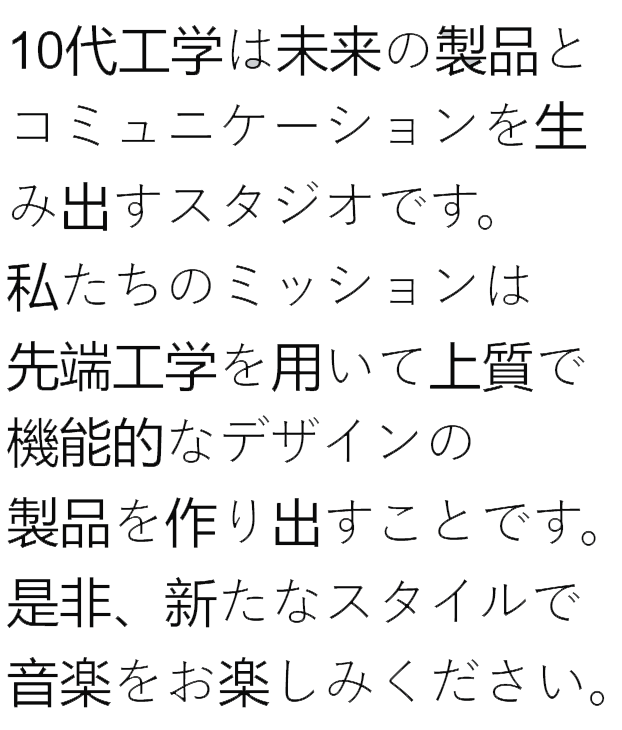 10代工学は未来の製品と
コミュニケーションを生
み出すスタジオです。
私たちのミッションは
先端工学を用いて上質で
機能的なデザインの
製品を作り出すことです。
是非、新たなスタイルで
音楽をお楽しみください。